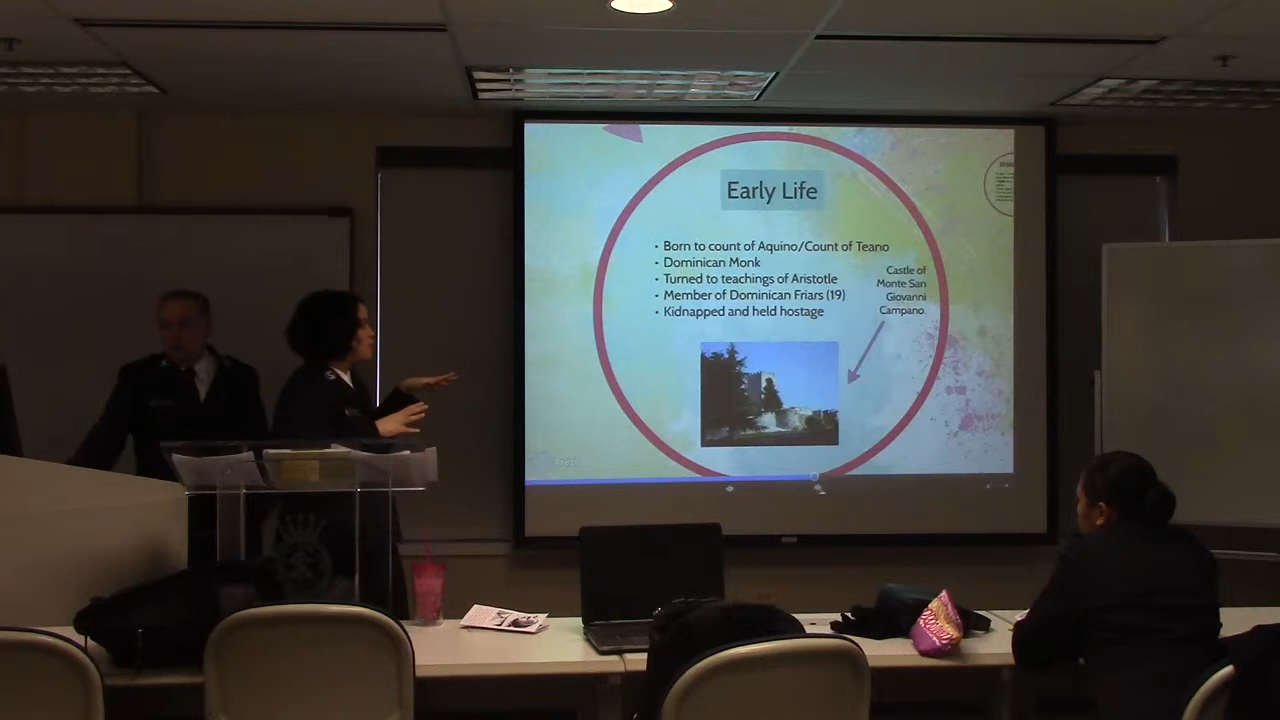 Early Life
• Born to count of Aquino/Count of Teano
• Dominican Monk
• Turned to teachings of Aristotle
• Member of Dominican Friars (19)
• Kidnapped and held hostage
Castle of
Monte San
Giovanni
Campano